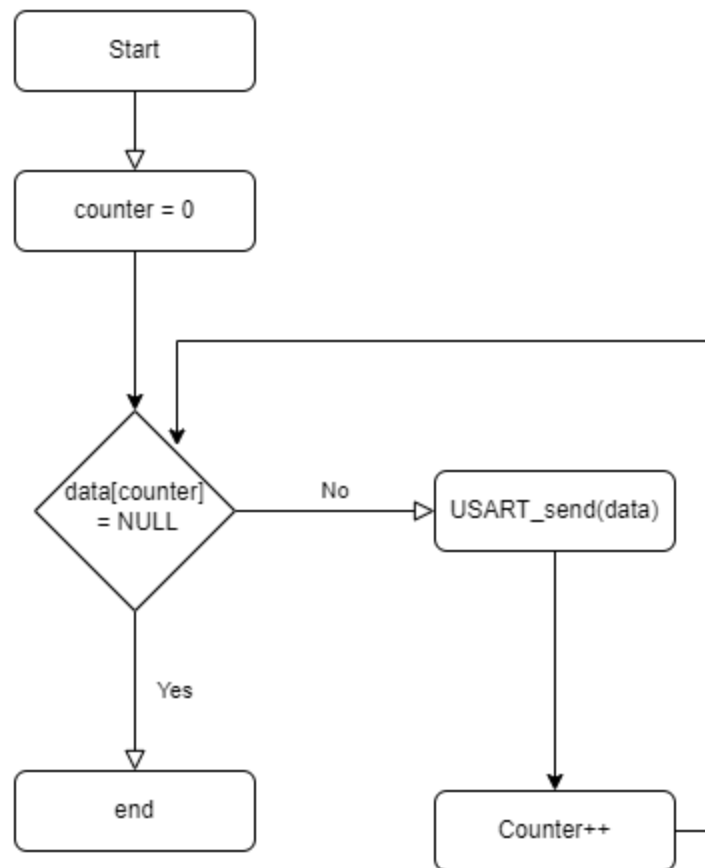 Start
counter = 0
data[counter]
= NULL
No
USART_send(data)
Yes
end
Counter++